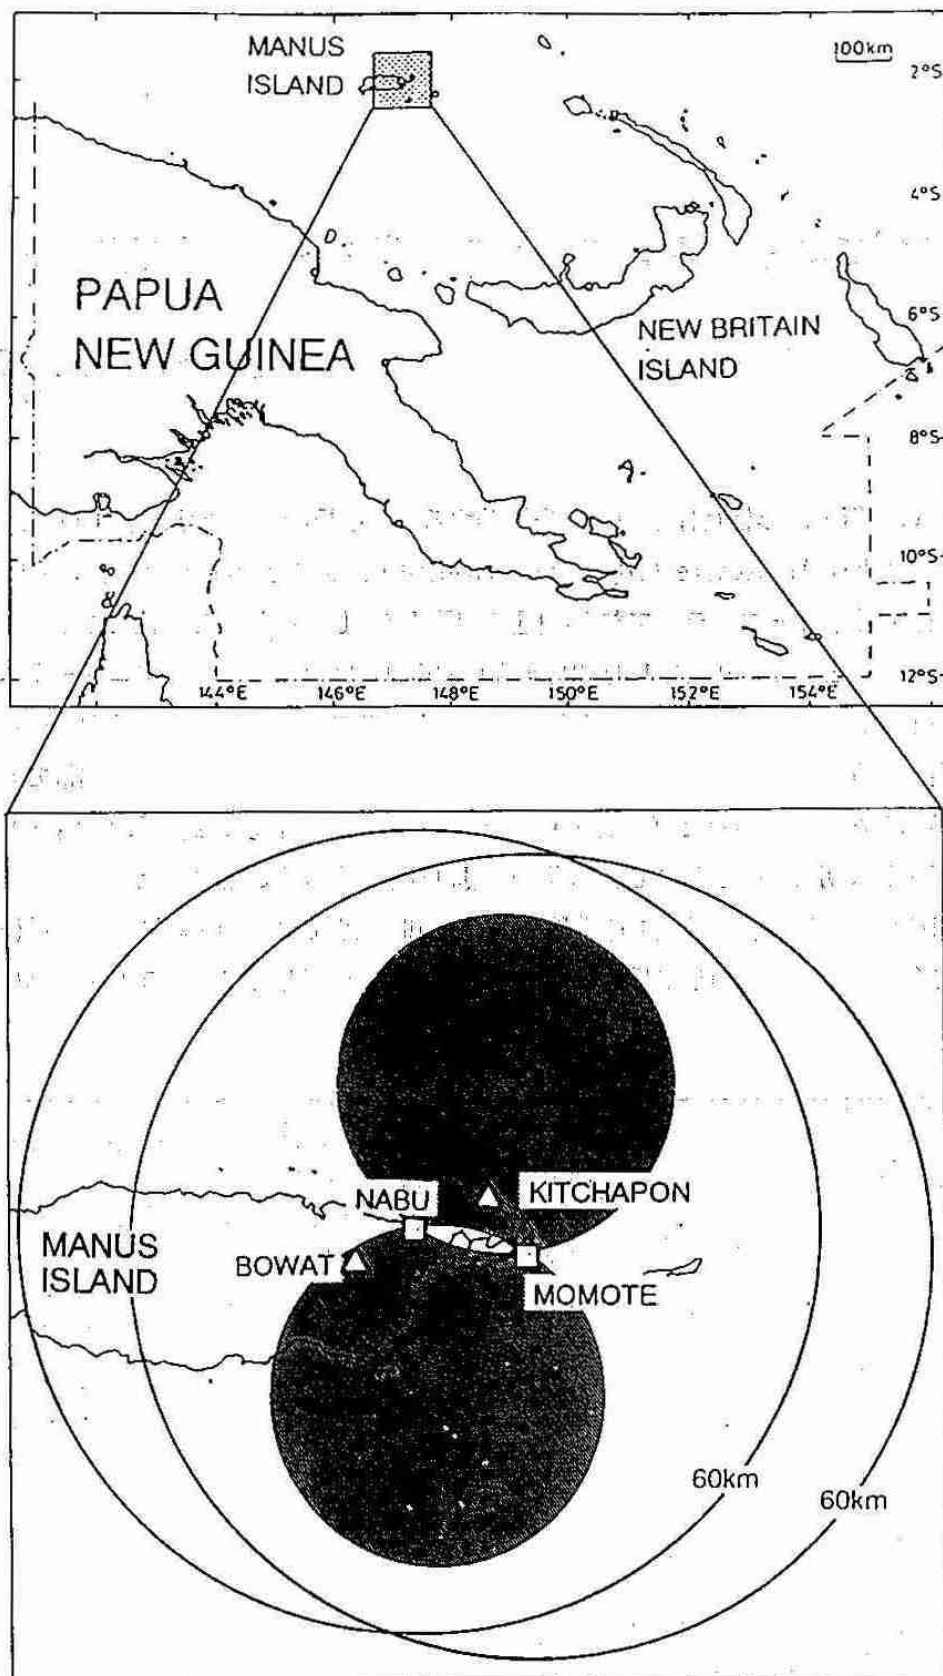 MANUS
ISLAND
100km
2°S
4°S
PAPUA
NEW GUINEA
6°S
NEW BRITAIN
ISLAND
8°S
10°S
12°S
144°E 146°E 148°E 150°E 152°E 154°E
NABU
KITCHAPON
MANUS
ISLAND
BOWAT
MOMOTE
60km
60km